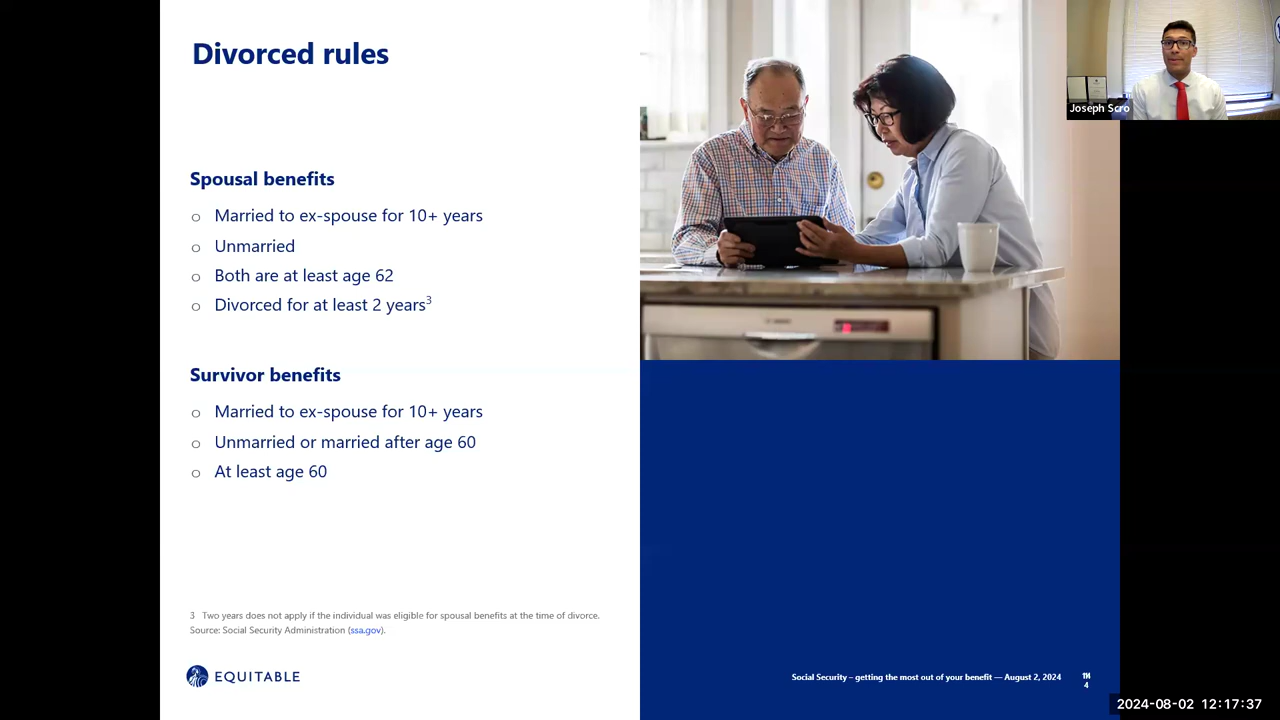 Divorced rules
Joseph Scro
Spousal benefits
o Married to ex-spouse for 10+ years
o Unmarried
o Both are at least age 62
o Divorced for at least 2 years3
Survivor benefits
o Married to ex-spouse for 10+ years
o Unmarried or married after age 60
o At least age 60
3 Two years does not apply if the individual was eligible for spousal benefits at the time of divorce.
Source: Social Security Administration (ssa.gov).
EQUITABLE
Social Security – getting the most out of your benefit — August 2, 2024
4
2024-08-02 12:17:37